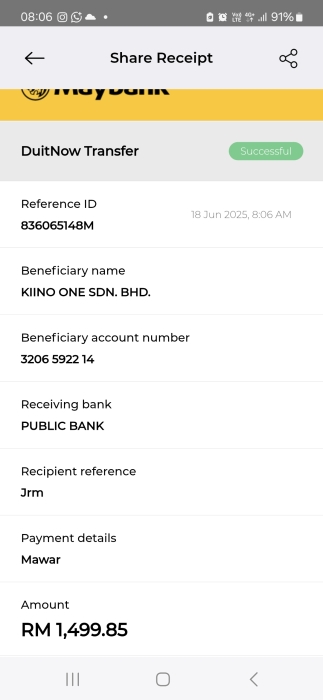 08:06
91%
Share Receipt
Maybank
DuitNow Transfer
Successful
Reference ID
836065148M
18 Jun 2025, 8:06 AM
Beneficiary name
KIINO ONE SDN. BHD.
Beneficiary account number
3206 5922 14
Receiving bank
PUBLIC BANK
Recipient reference
Jrm
Payment details
Mawar
Amount
RM 1,499.85